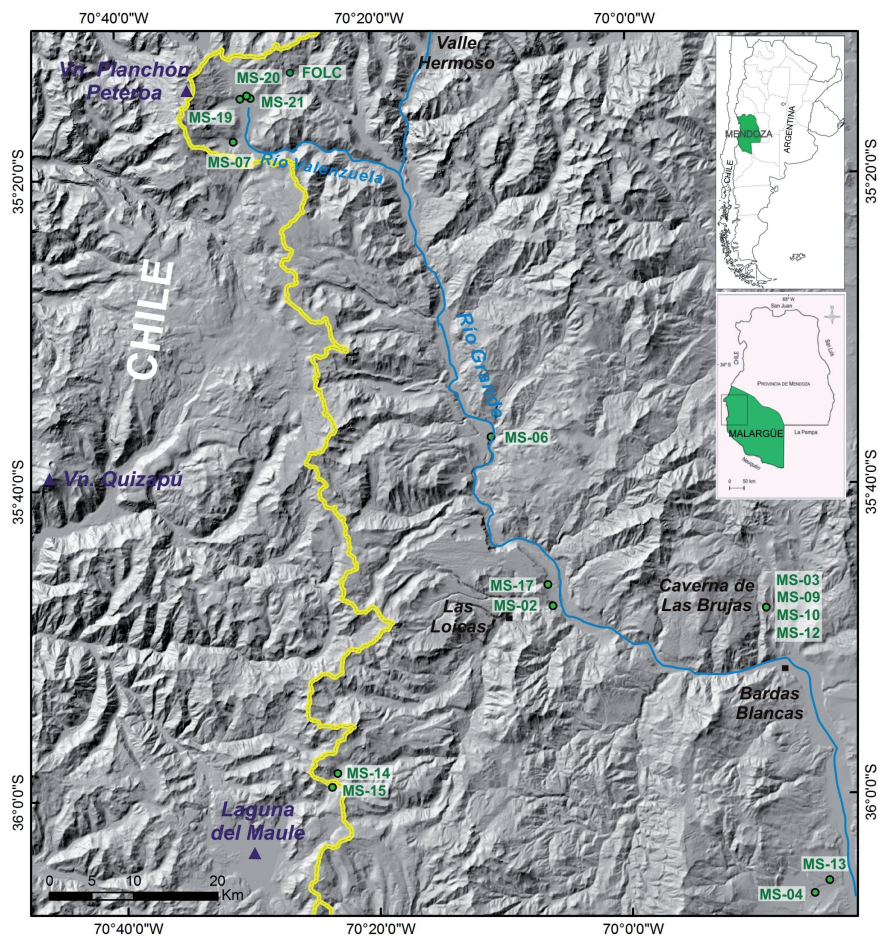 70°40'0"W
70°20'0"W
70°0'0"W
Vn. Planchón
Peteroa
MS-20
FOLC
MS-19
MS-21
MS-07
Valle
Hermoso
Río Valenzuela
35°20'0"S
35°20'0"S
CHILE
Río Grande
MS-06
Vn. Quizapú
35°40'0"S
35°40'0"S
MS-17
MS-02
Las
Loicas
Caverna de
Las Brujas
MS-03
MS-09
MS-10
MS-12
Bardas
Blancas
MS-14
MS-15
36°0'0"S
36°0'0"S
Laguna
del Maule
MS-13
MS-04
0 5 10 20
Km
70°40'0"W
70°20'0"W
70°0'0"W
MENDOZA
ARGENTINA
CHILE
68° W
San Juan
N
CHILE
San Luis
34° S
PROVINCIA DE MENDOZA
MALARGÜE
La Pampa
Neuquén
0 50 km